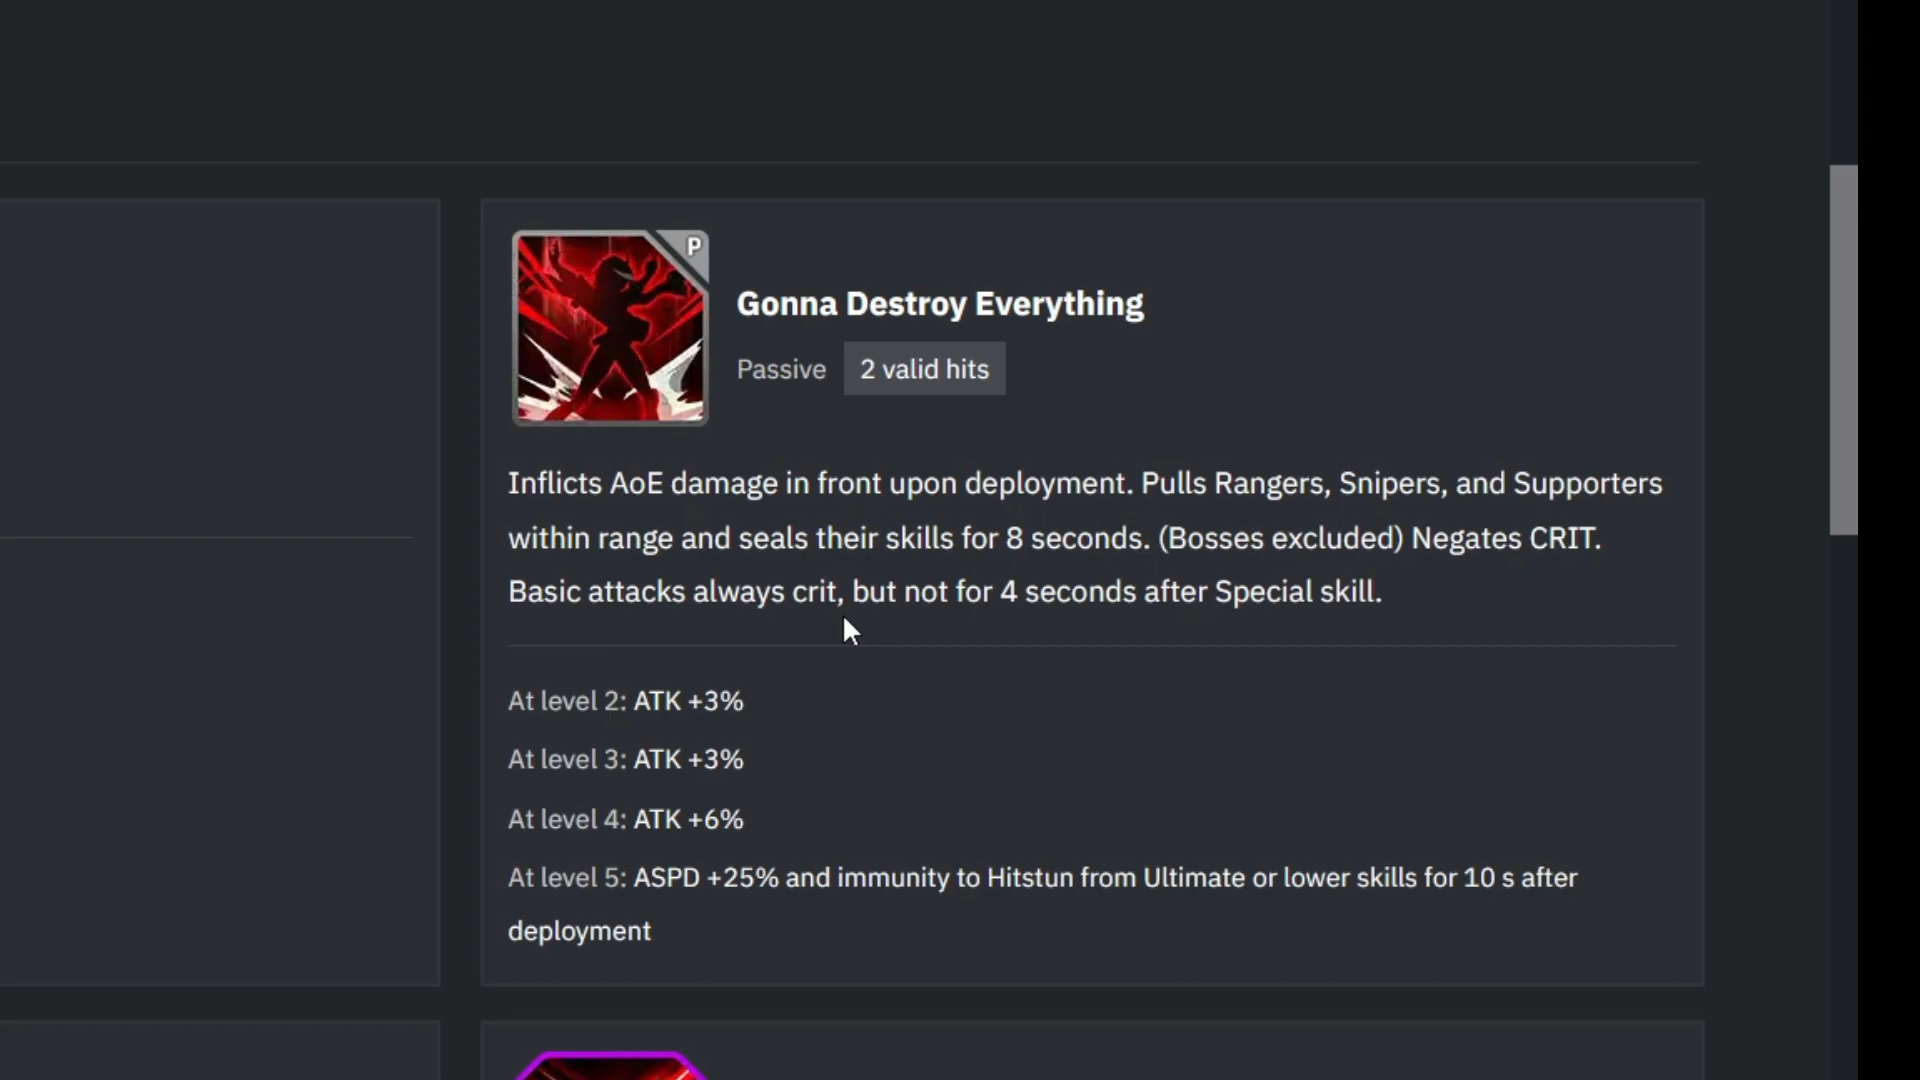 P
Gonna Destroy Everything
Passive 2 valid hits
Inflicts AoE damage in front upon deployment. Pulls Rangers, Snipers, and Supporters
within range and seals their skills for 8 seconds. (Bosses excluded) Negates CRIT.
Basic attacks always crit, but not for 4 seconds after Special skill.
At level 2: ATK +3%
At level 3: ATK +3%
At level 4: ATK +6%
At level 5: ASPD +25% and immunity to Hitstun from Ultimate or lower skills for 10 s after
deployment